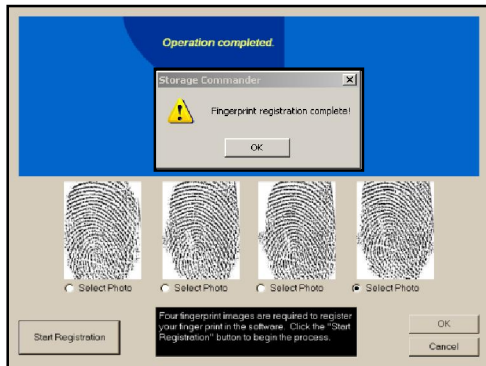 Operation completed.
Storage Commander
Fingerprint registration complete!
OK
Select Photo
Select Photo
Select Photo
Select Photo
Four fingerprint images are required to register
your finger print in the software. Click the "Start
Registration" button to begin the process.
Start Registration
OK
Cancel